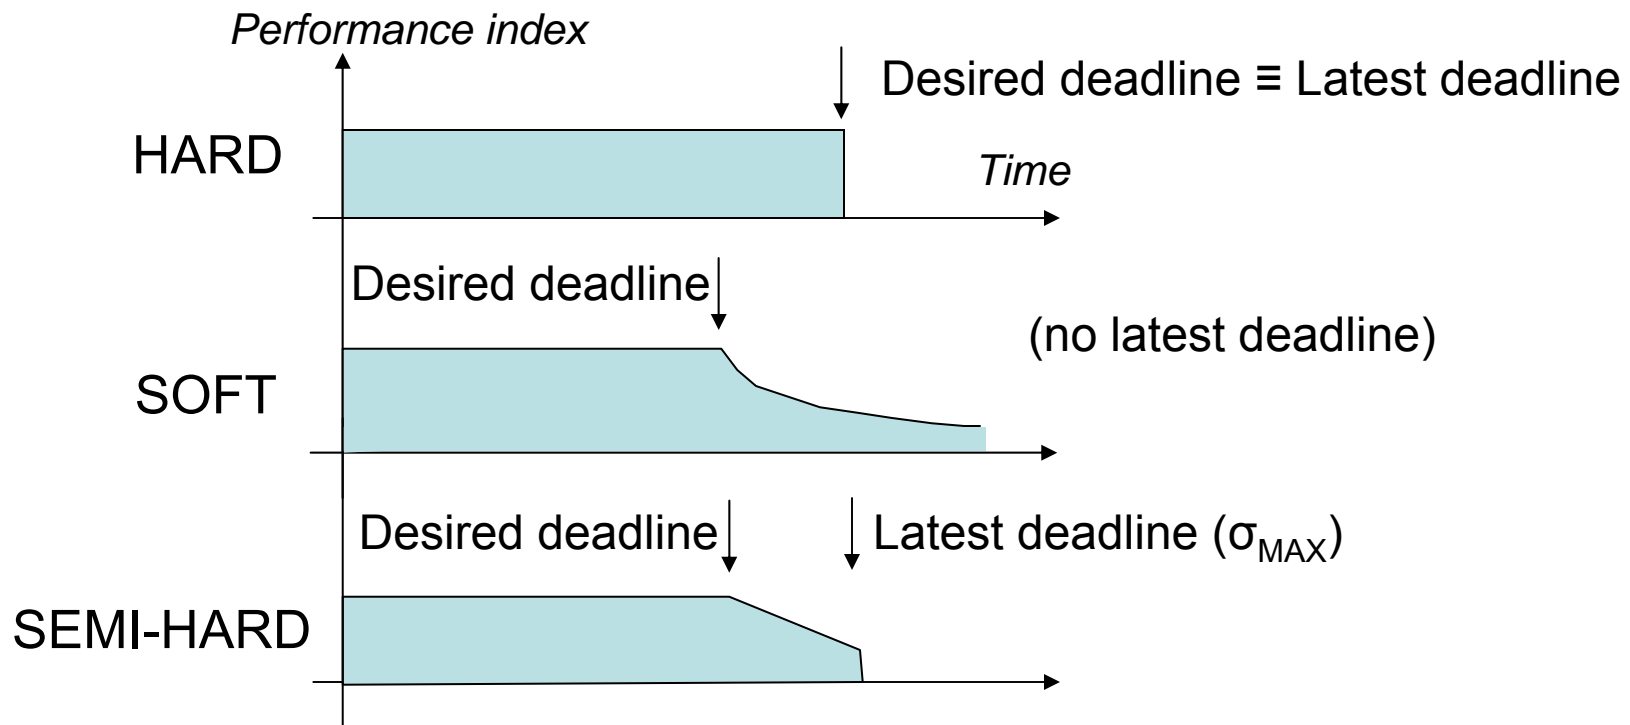 Performance index
Desired deadline ≡ Latest deadline
HARD
Time
Desired deadline
(no latest deadline)
SOFT
Desired deadline
Latest deadline (σMAX)
SEMI-HARD